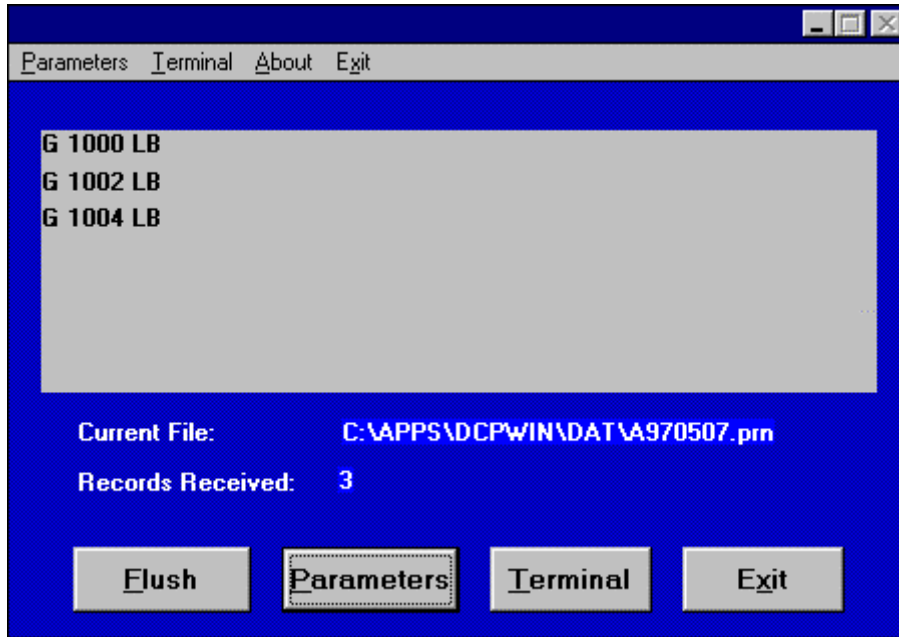 Parameters Terminal About Exit
G 1000 LB
G 1002 LB
G 1004 LB
Current File: C:\APPS\DCPWIN\DAT\A970507.prn
Records Received: 3
Flush Parameters Terminal Exit